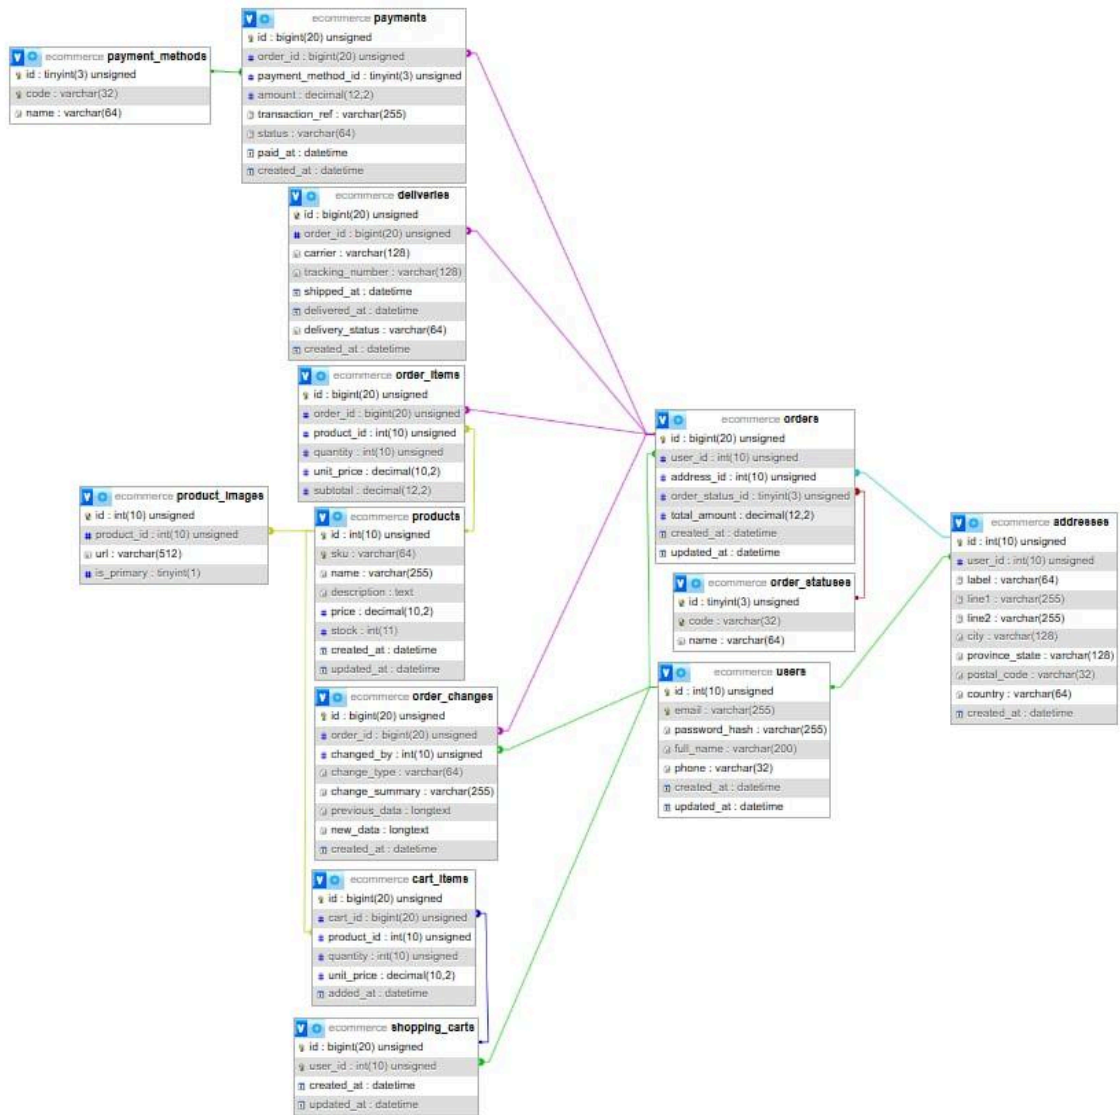 ecommerce payments
id : bigint(20) unsigned
order_id : bigint(20) unsigned
payment_method_id : tinyint(3) unsigned
amount : decimal(12,2)
transaction_ref : varchar(255)
status : varchar(64)
paid_at : datetime
created_at : datetime
ecommerce payment_methods
id : tinyint(3) unsigned
code : varchar(32)
name : varchar(64)
ecommerce deliveries
id : bigint(20) unsigned
order_id : bigint(20) unsigned
carrier : varchar(128)
tracking_number : varchar(128)
shipped_at : datetime
delivered_at : datetime
delivery_status : varchar(64)
created_at : datetime
ecommerce order_items
id : bigint(20) unsigned
order_id : bigint(20) unsigned
product_id : int(10) unsigned
quantity : int(10) unsigned
unit_price : decimal(10,2)
subtotal : decimal(12,2)
ecommerce product_images
id : int(10) unsigned
product_id : int(10) unsigned
url : varchar(512)
is_primary : tinyint(1)
ecommerce products
id : int(10) unsigned
sku : varchar(64)
name : varchar(255)
description : text
price : decimal(10,2)
stock : int(11)
created_at : datetime
updated_at : datetime
ecommerce order_changes
id : bigint(20) unsigned
order_id : bigint(20) unsigned
changed_by : int(10) unsigned
change_type : varchar(64)
change_summary : varchar(255)
previous_data : longtext
new_data : longtext
created_at : datetime
ecommerce cart_items
id : bigint(20) unsigned
cart_id : bigint(20) unsigned
product_id : int(10) unsigned
quantity : int(10) unsigned
unit_price : decimal(10,2)
added_at : datetime
ecommerce shopping_carts
id : bigint(20) unsigned
user_id : int(10) unsigned
created_at : datetime
updated_at : datetime
ecommerce orders
id : bigint(20) unsigned
user_id : int(10) unsigned
address_id : int(10) unsigned
order_status_id : tinyint(3) unsigned
total_amount : decimal(12,2)
created_at : datetime
updated_at : datetime
ecommerce order_statuses
id : tinyint(3) unsigned
code : varchar(32)
name : varchar(64)
ecommerce users
id : int(10) unsigned
email : varchar(255)
password_hash : varchar(255)
full_name : varchar(200)
phone : varchar(32)
created_at : datetime
updated_at : datetime
ecommerce addresses
id : int(10) unsigned
user_id : int(10) unsigned
label : varchar(64)
line1 : varchar(255)
line2 : varchar(255)
city : varchar(128)
province_state : varchar(128)
postal_code : varchar(32)
country : varchar(64)
created_at : datetime